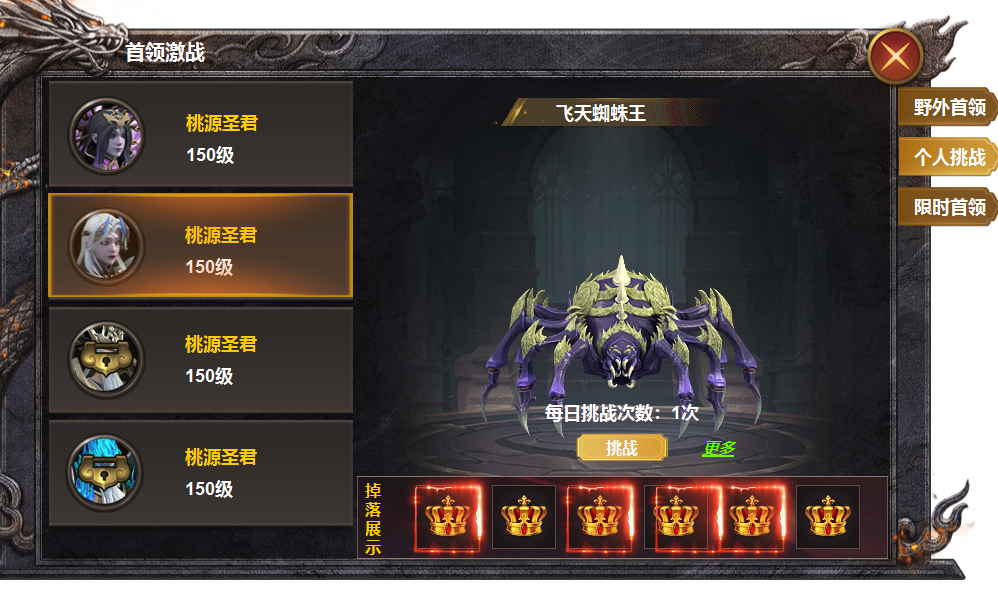 首领激战
桃源圣君
150级
桃源圣君
150级
桃源圣君
150级
桃源圣君
150级
飞天蜘蛛王
每日挑战次数：1次
挑战
更多
掉落展示
野外首领
个人挑战
限时首领